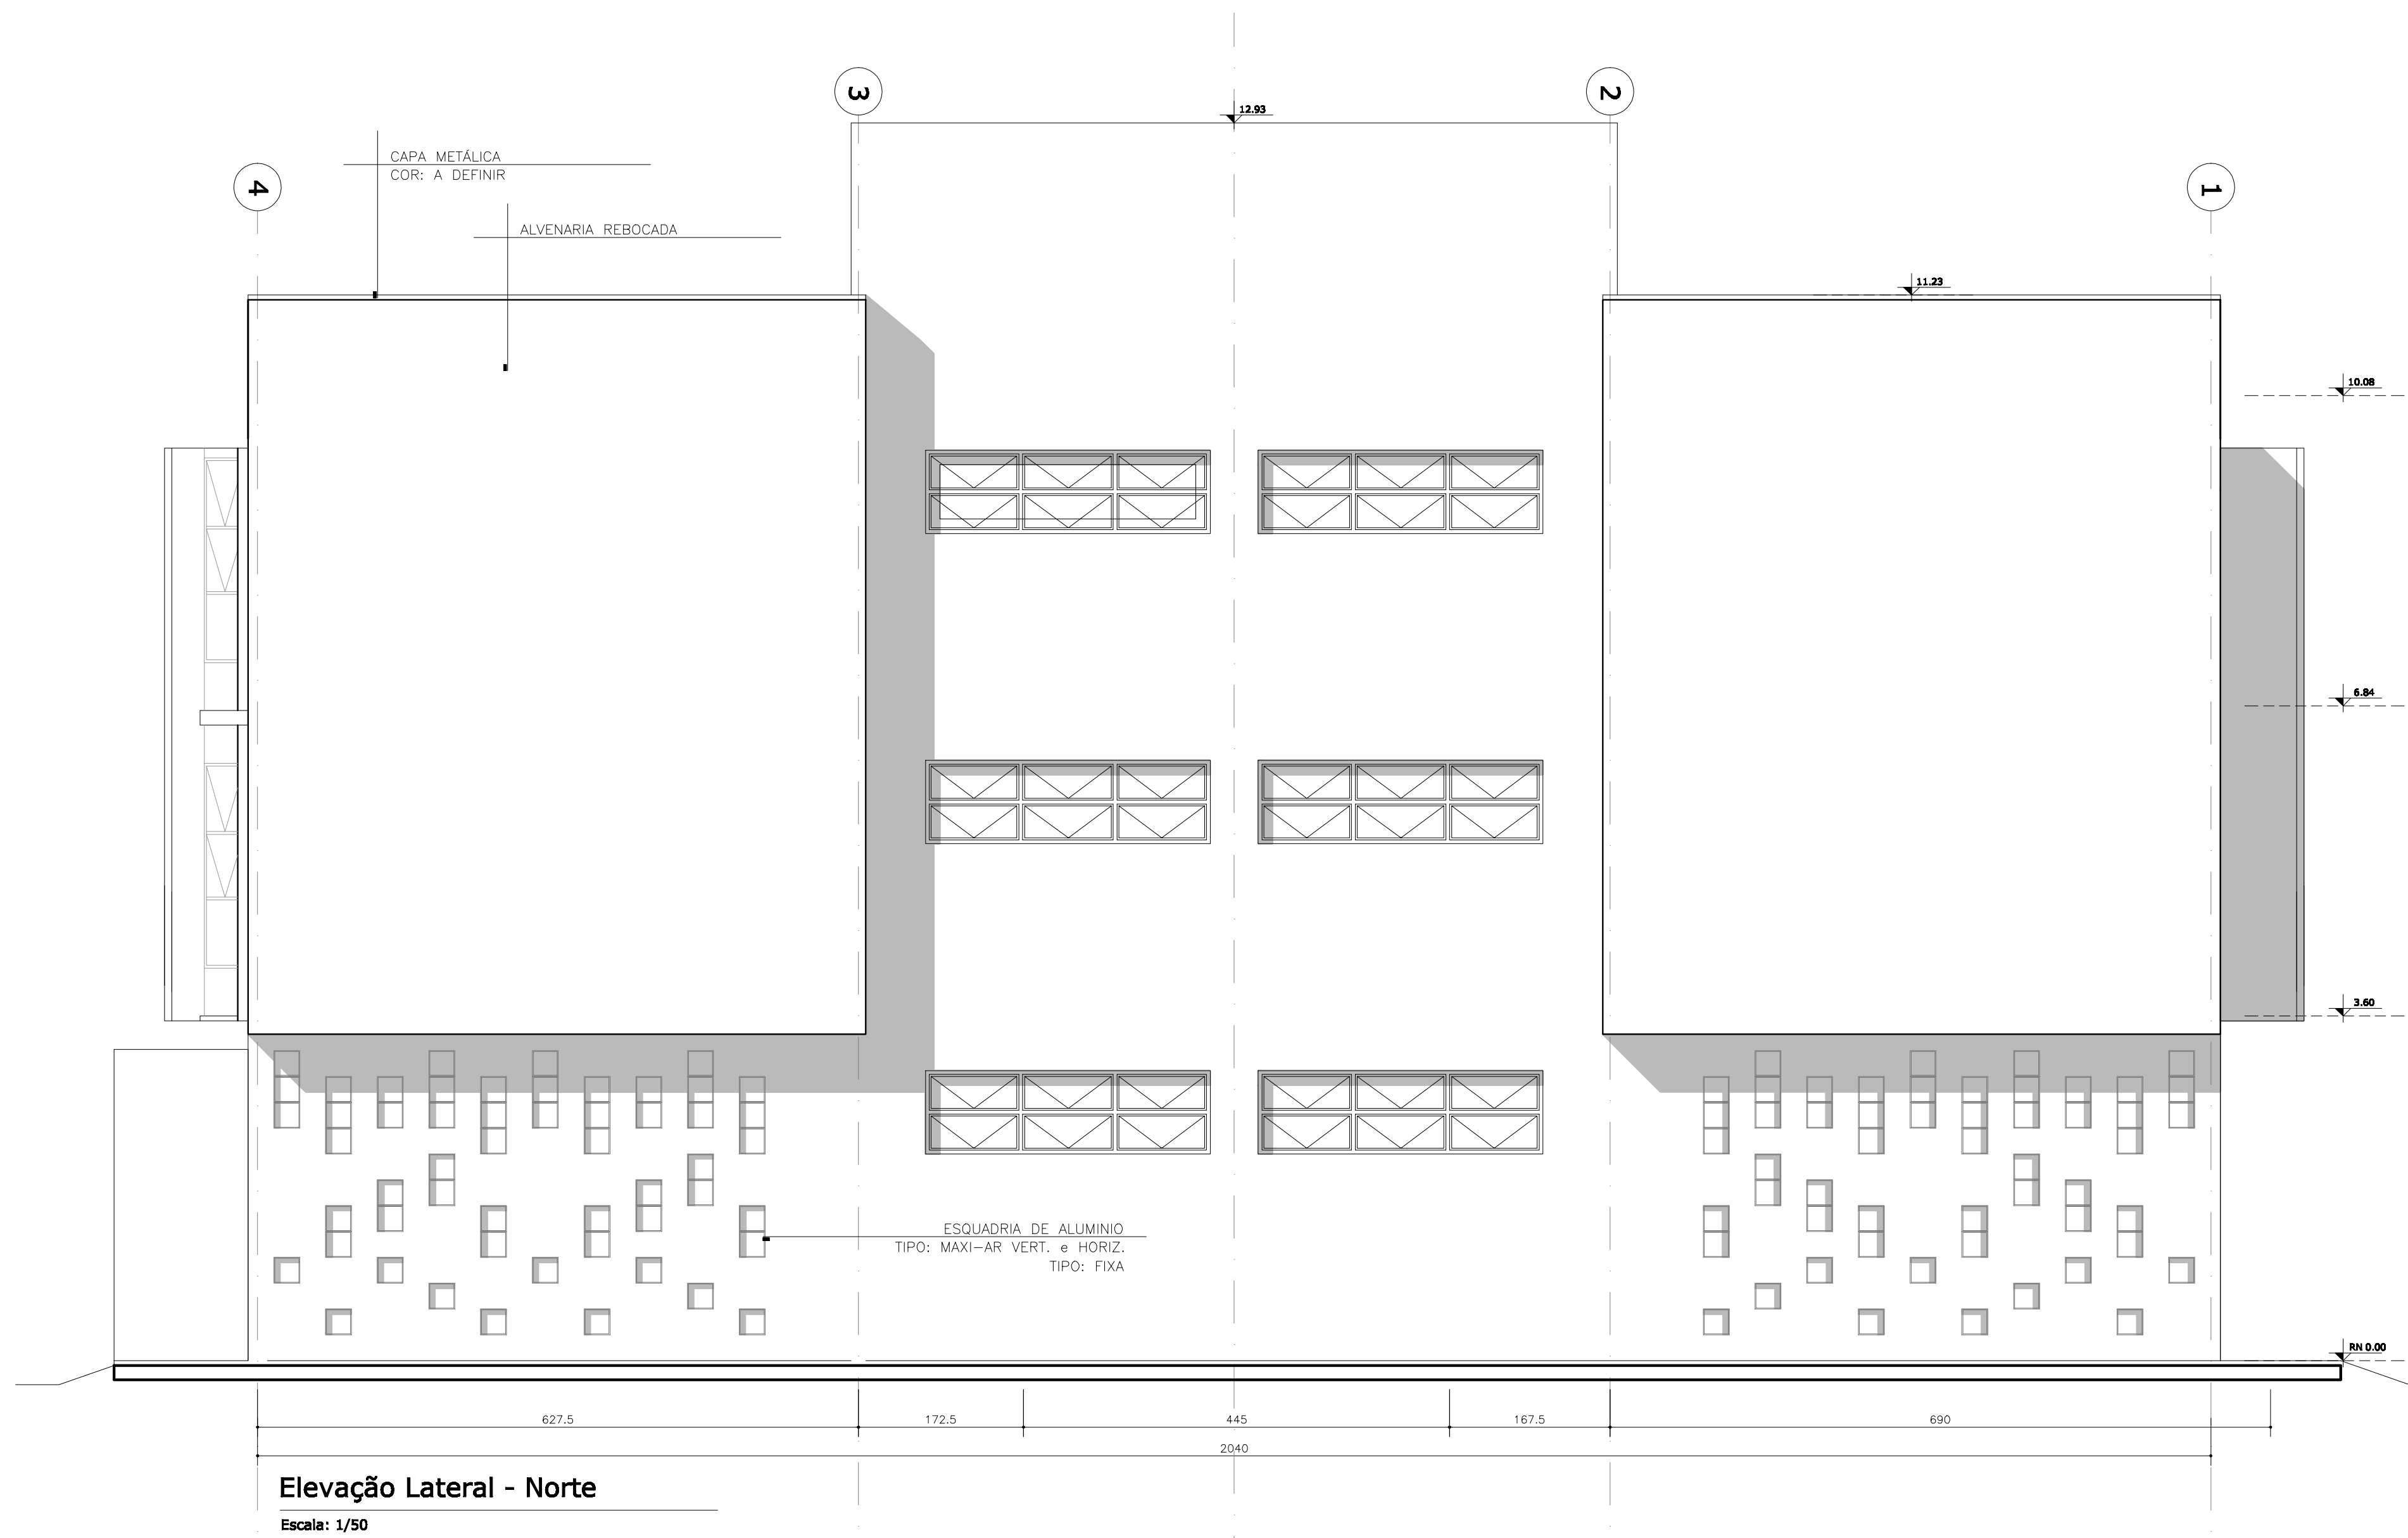 3
2
12.93
CAPA METÁLICA
COR: A DEFINIR
4
1
ALVENARIA REBOCADA
11.23
10.08
6.84
3.60
ESQUADRIA DE ALUMINIO
TIPO: MAXI-AR VERT. e HORIZ.
TIPO: FIXA
RN 0.00
627.5
172.5
445
167.5
690
2040
Elevação Lateral - Norte
Escala: 1/50